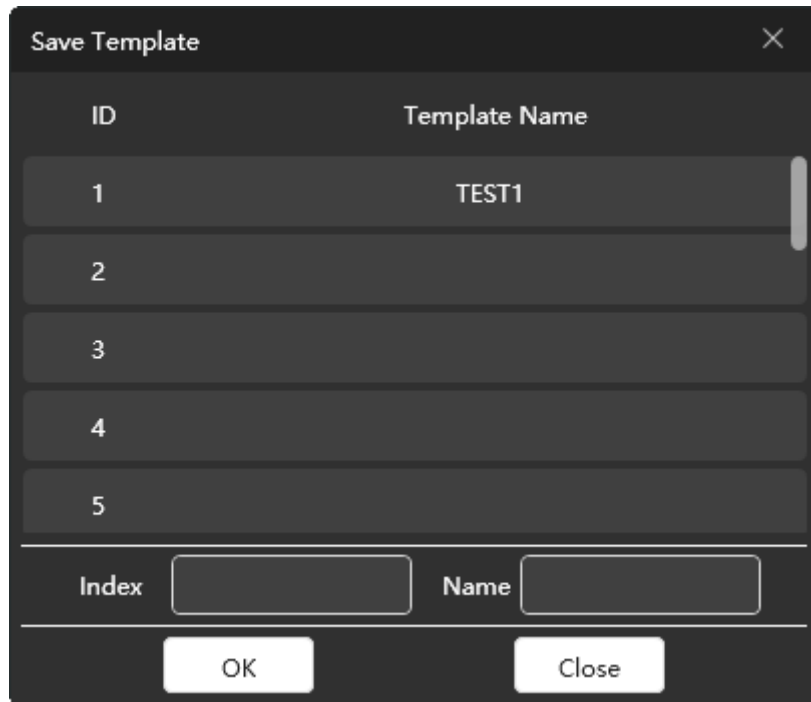 Save Template
ID Template Name
1 TEST1
2
3
4
5
Index Name
OK Close